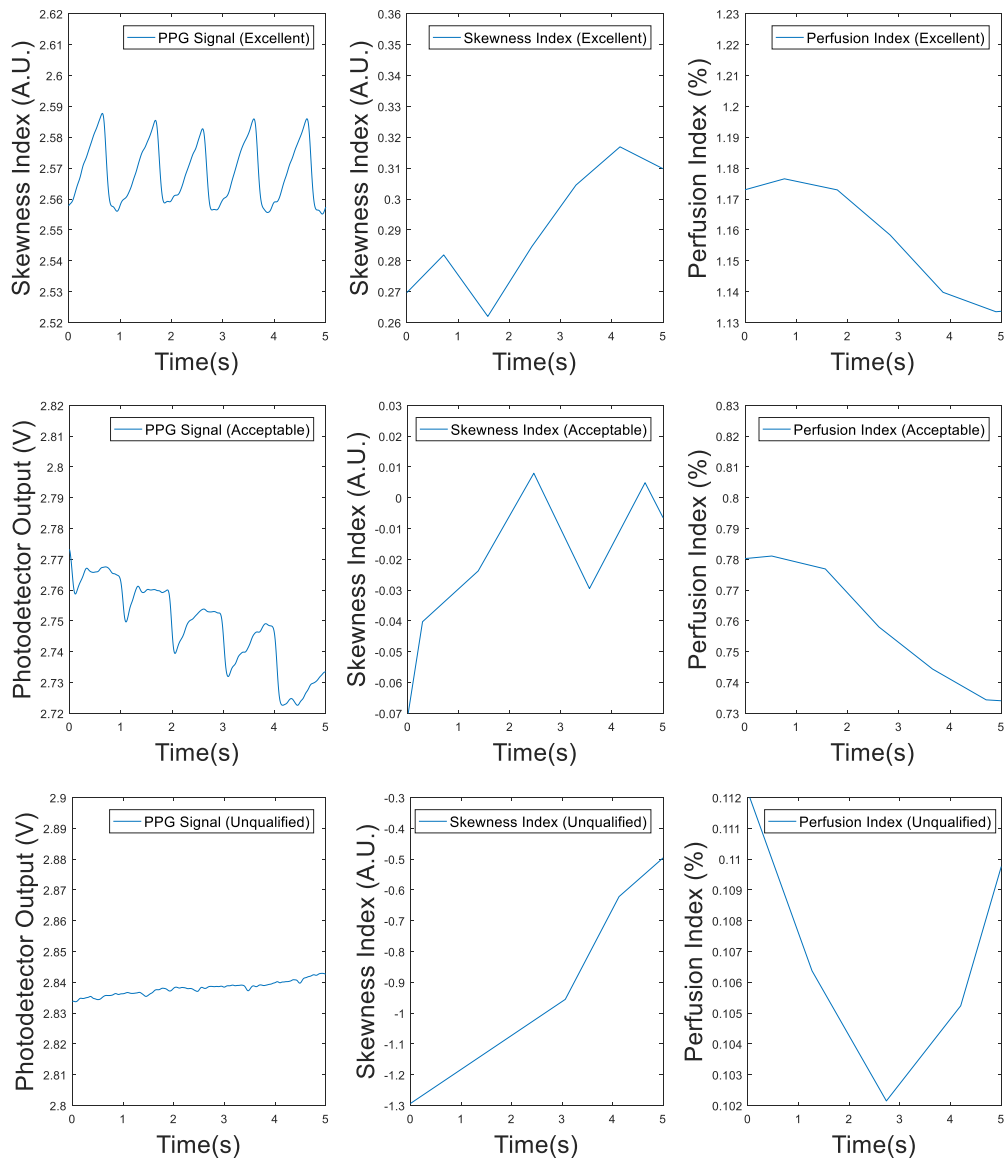 PPG Signal (Excellent)
Skewness Index (A.U.)
2.62
2.61
2.6
2.59
2.58
2.57
2.56
2.55
2.54
2.53
2.52
0 1 2 3 4 5
Time(s)
Skewness Index (Excellent)
Skewness Index (A.U.)
0.36
0.35
0.34
0.33
0.32
0.31
0.3
0.29
0.28
0.27
0.26
0 1 2 3 4 5
Time(s)
Perfusion Index (Excellent)
Perfusion Index (%)
1.23
1.22
1.21
1.2
1.19
1.18
1.17
1.16
1.15
1.14
1.13
0 1 2 3 4 5
Time(s)
PPG Signal (Acceptable)
Photodetector Output (V)
2.82
2.81
2.8
2.79
2.78
2.77
2.76
2.75
2.74
2.73
2.72
0 1 2 3 4 5
Time(s)
Skewness Index (Acceptable)
Skewness Index (A.U.)
0.03
0.02
0.01
0
-0.01
-0.02
-0.03
-0.04
-0.05
-0.06
-0.07
0 1 2 3 4 5
Time(s)
Perfusion Index (Acceptable)
Perfusion Index (%)
0.83
0.82
0.81
0.8
0.79
0.78
0.77
0.76
0.75
0.74
0.73
0 1 2 3 4 5
Time(s)
PPG Signal (Unqualified)
Photodetector Output (V)
2.9
2.89
2.88
2.87
2.86
2.85
2.84
2.83
2.82
2.81
2.8
0 1 2 3 4 5
Time(s)
Skewness Index (Unqualified)
Skewness Index (A.U.)
-0.3
-0.4
-0.5
-0.6
-0.7
-0.8
-0.9
-1
-1.1
-1.2
-1.3
0 1 2 3 4 5
Time(s)
Perfusion Index (Unqualified)
Perfusion Index (%)
0.112
0.111
0.11
0.109
0.108
0.107
0.106
0.105
0.104
0.103
0.102
0 1 2 3 4 5
Time(s)